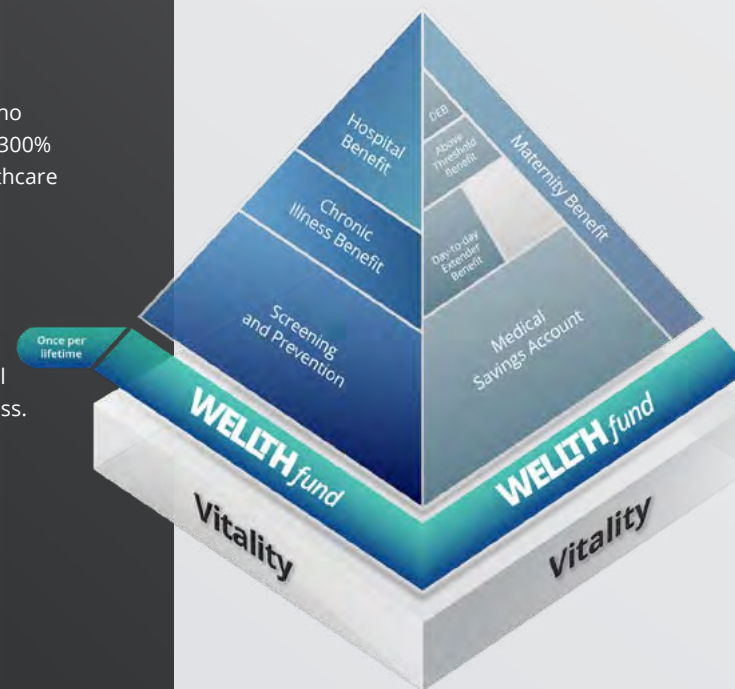 no
300%
thcare
l
ss.
Once per
lifetime
Hospital
Benefit
Chronic
Illness Benefit
Screening
and Prevention
DEB
Above
Threshold
Benefit
Day-to-day
Extender
Benefit
Maternity Benefit
Medical
Savings Account
WELLTH fund
WELLTH fund
Vitality
Vitality